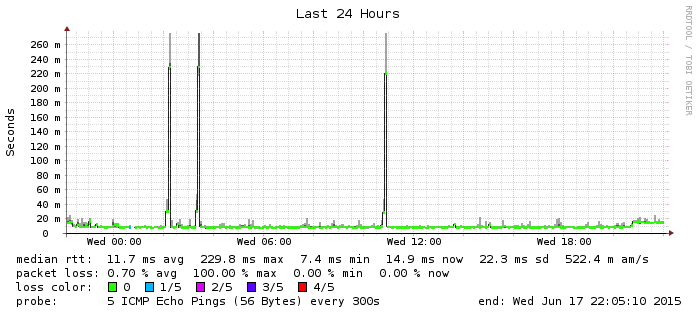 Last 24 Hours
RRDTOOL / TOBI OETIKER
Seconds
260 m
240 m
220 m
200 m
180 m
160 m
140 m
120 m
100 m
80 m
60 m
40 m
20 m
0
Wed 00:00 Wed 06:00 Wed 12:00 Wed 18:00
median rtt: 11.7 ms avg 229.8 ms max 7.4 ms min 14.9 ms now 22.3 ms sd 522.4 m am/s
packet loss: 0.70 % avg 100.00 % max 0.00 % min 0.00 % now
loss color: 0 1/5 2/5 3/5 4/5
probe: 5 ICMP Echo Pings (56 Bytes) every 300s end: Wed Jun 17 22:05:10 2015